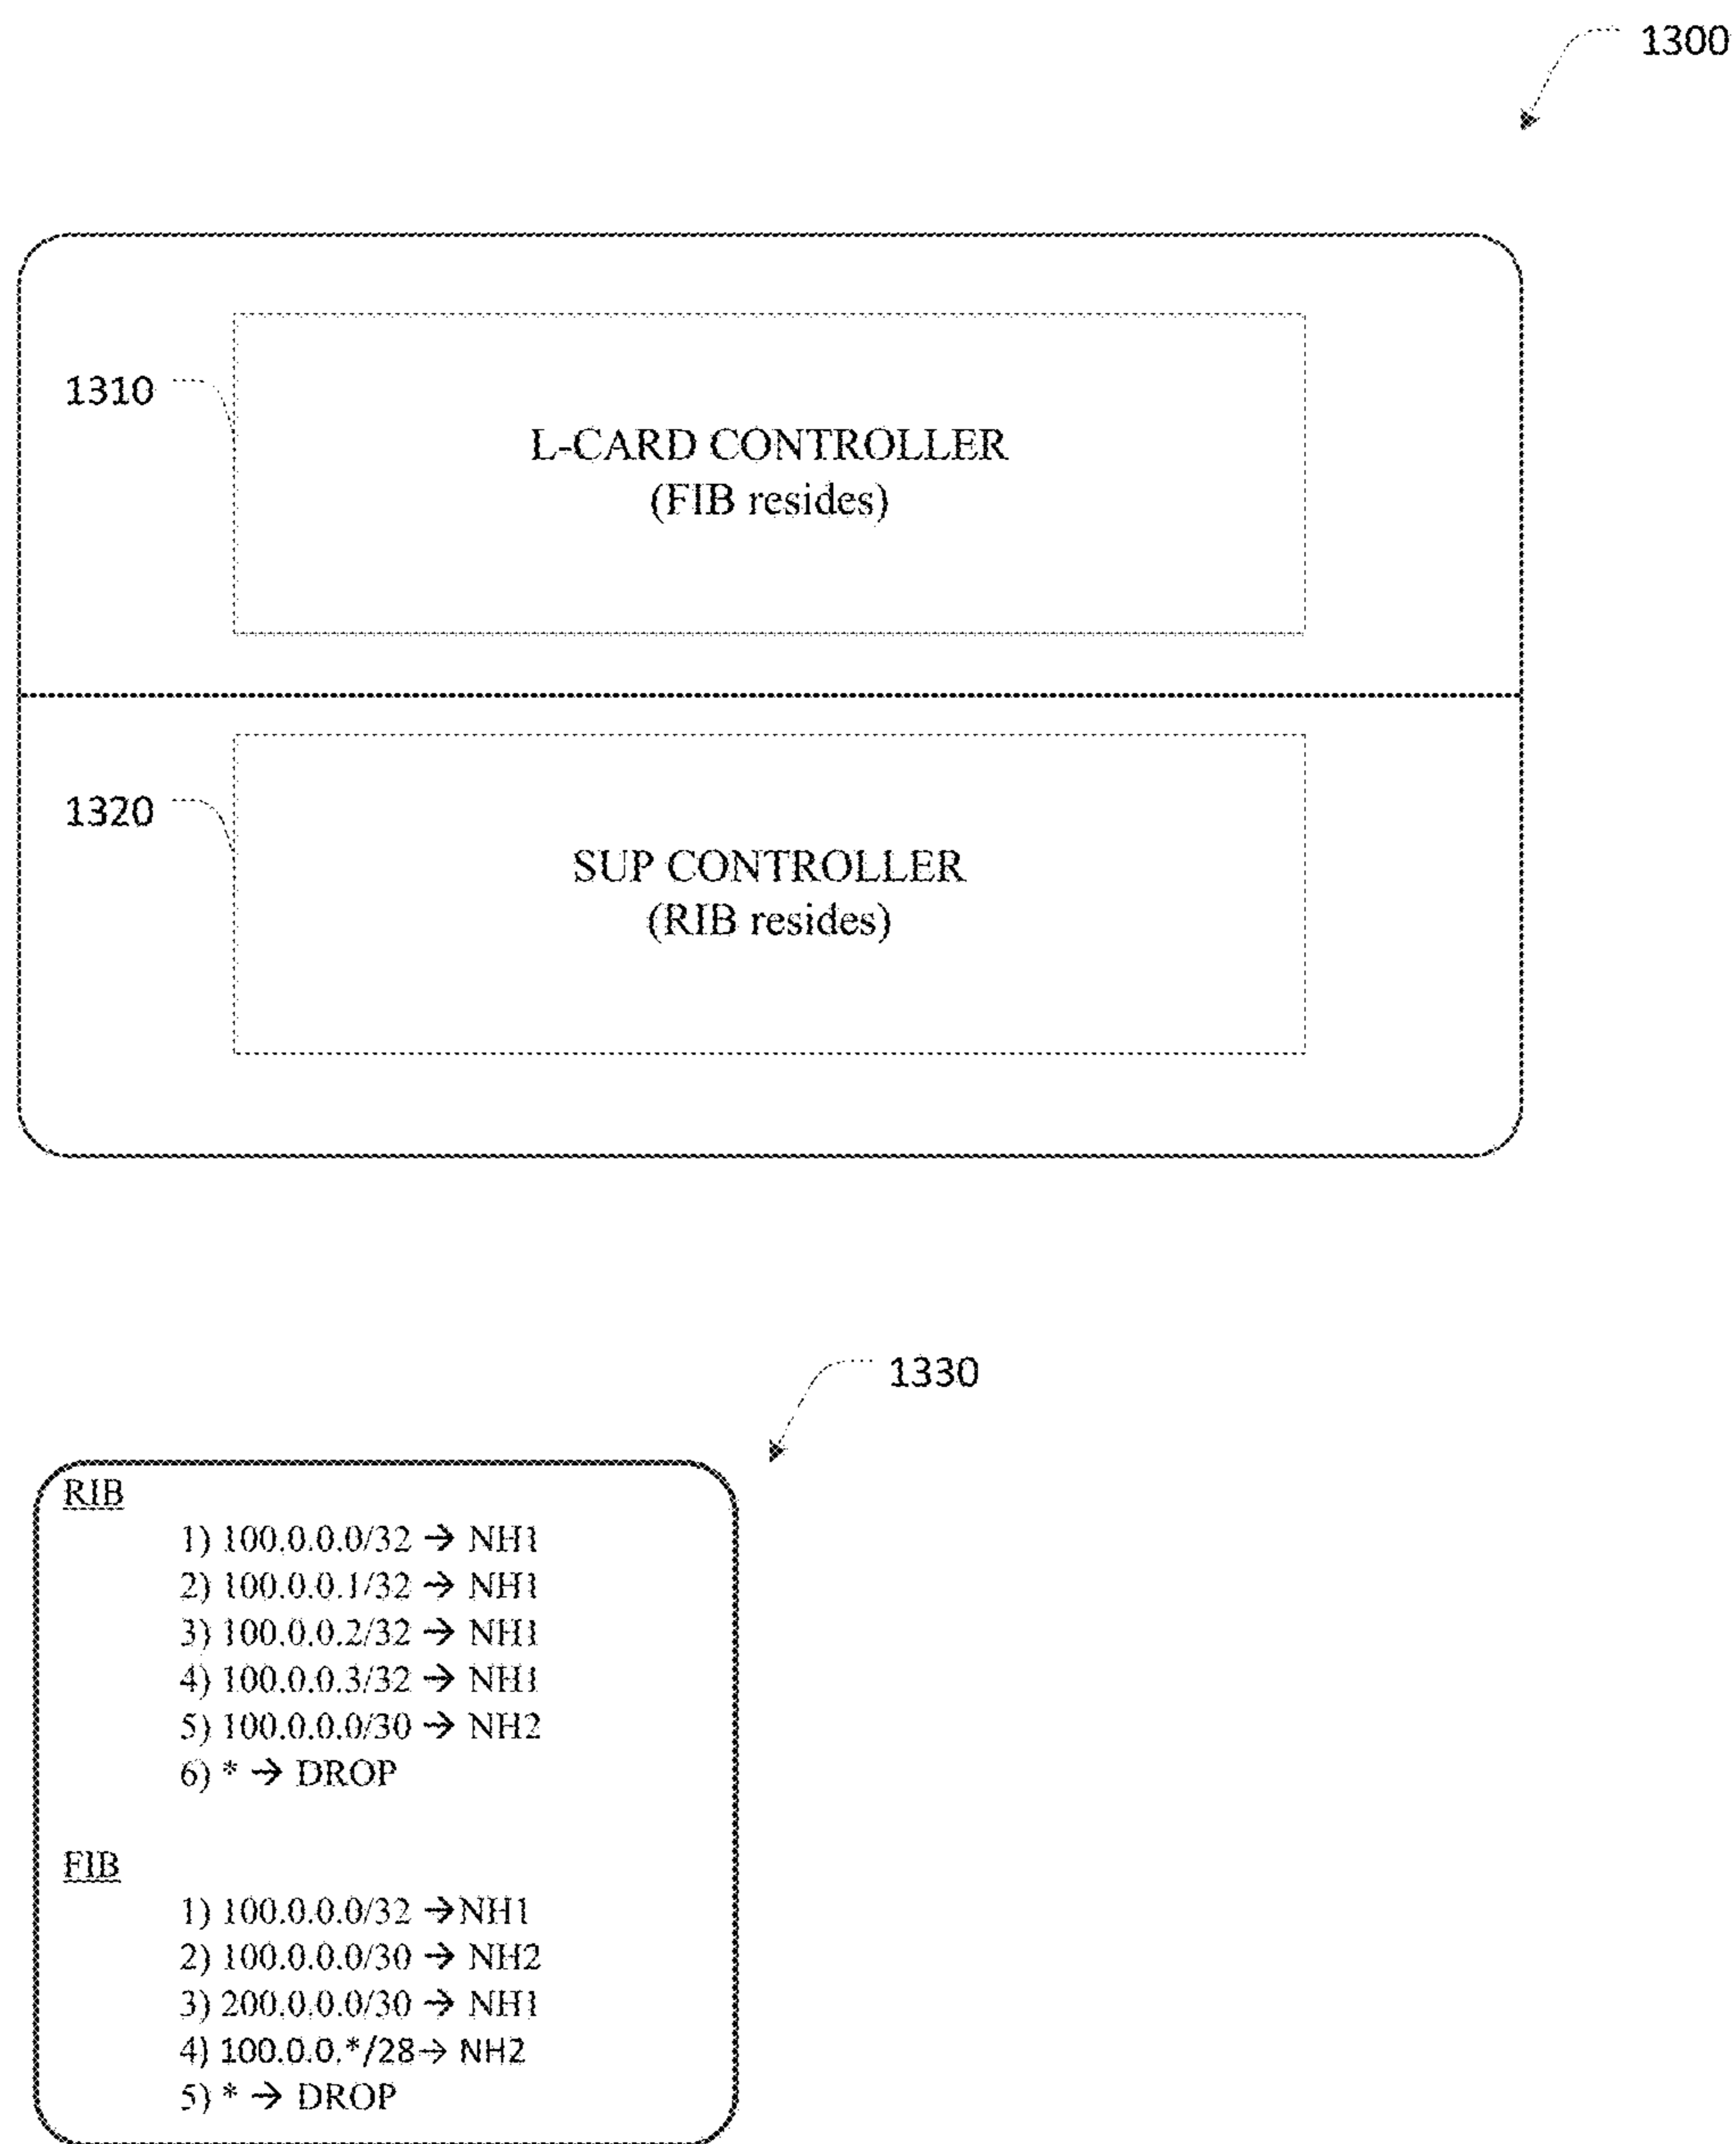 1300
1310
L-CARD CONTROLLER
(FIB resides)
1320
SUP CONTROLLER
(RIB resides)
1330
RIB
1) 100.0.0.0/32 → NH1
2) 100.0.0.1/32 → NH1
3) 100.0.0.2/32 → NH1
4) 100.0.0.3/32 → NH1
5) 100.0.0.0/30 → NH2
6) * → DROP
FIB
1) 100.0.0.0/32 →NH1
2) 100.0.0.0/30 → NH2
3) 200.0.0.0/30 → NH1
4) 100.0.0.*/28→ NH2
5) * → DROP